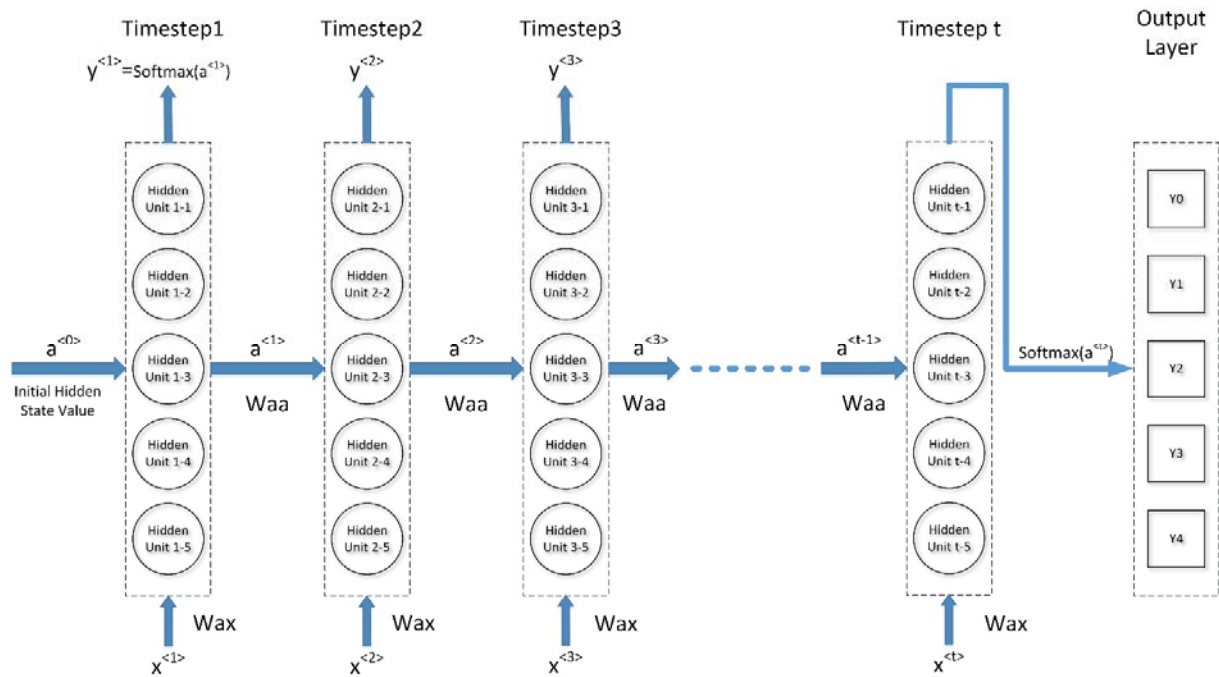 Timestep1
Timestep2
Timestep3
Timestep t
Output
Layer
y<1>=Softmax(a<1>)
y<2>
y<3>
Hidden
Unit 1-1
Hidden
Unit 2-1
Hidden
Unit 3-1
Hidden
Unit t-1
Y0
Hidden
Unit 1-2
Hidden
Unit 2-2
Hidden
Unit 3-2
Hidden
Unit t-2
Y1
a<0>
Initial Hidden
State Value
Hidden
Unit 1-3
a<1>
Waa
Hidden
Unit 2-3
a<2>
Waa
Hidden
Unit 3-3
a<3>
Waa
a<t-1>
Waa
Hidden
Unit t-3
Softmax(a<t>)
Y2
Hidden
Unit 1-4
Hidden
Unit 2-4
Hidden
Unit 3-4
Hidden
Unit t-4
Y3
Hidden
Unit 1-5
Hidden
Unit 2-5
Hidden
Unit 3-5
Hidden
Unit t-5
Y4
Wax
Wax
Wax
Wax
x<1>
x<2>
x<3>
x<t>